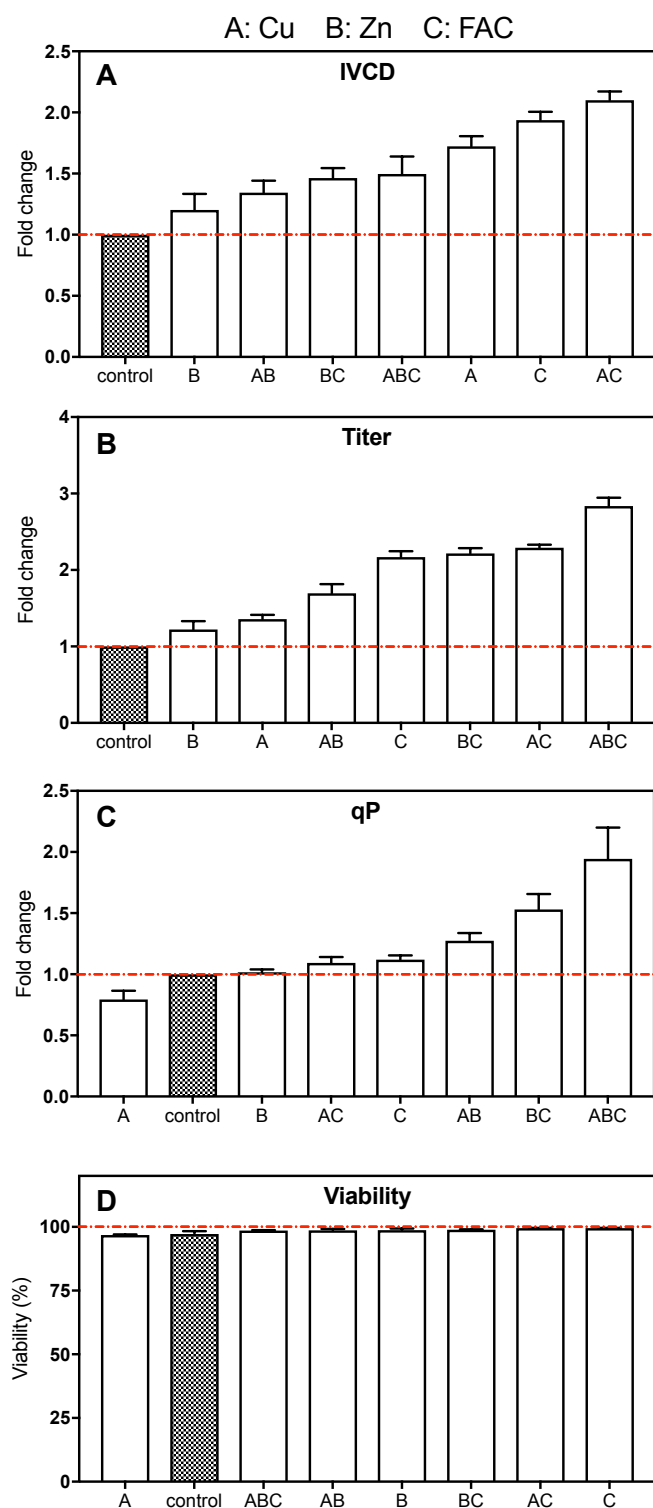 A: Cu B: Zn C: FAC
A
IVCD
Fold change
2.5
2.0
1.5
1.0
0.5
0.0
control B AB BC ABC A C AC
B
Titer
Fold change
4
3
2
1
0
control B A AB C BC AC ABC
C
qP
Fold change
2.5
2.0
1.5
1.0
0.5
0.0
A control B AC C AB BC ABC
D
Viability
Viability (%)
100
75
50
25
0
A control ABC AB B BC AC C